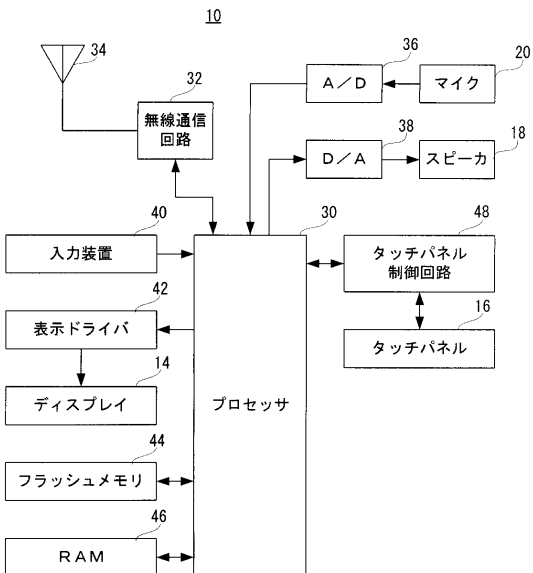 10
34
36
20
A／D
マイク
32
無線通信
回路
38
18
D／A
スピーカ
40
30
48
入力装置
タッチパネル
制御回路
42
16
表示ドライバ
タッチパネル
14
ディスプレイ
プロセッサ
44
フラッシュメモリ
46
RAM